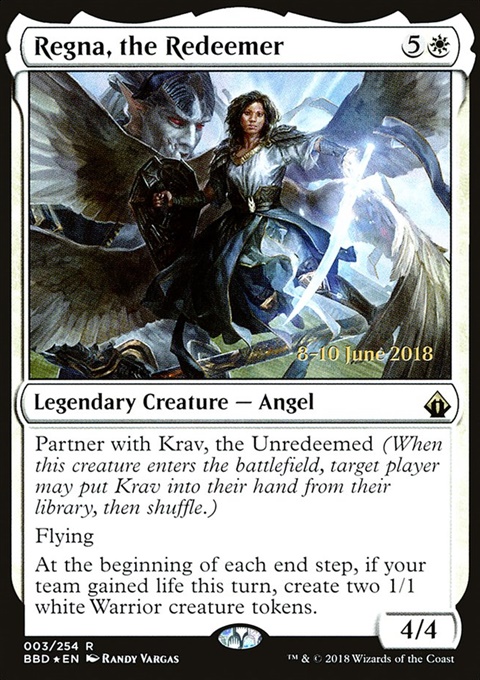 Regna, the Redeemer 5
8-10 June 2018
Legendary Creature — Angel
Partner with Krav, the Unredeemed (When
this creature enters the battlefield, target player
may put Krav into their hand from their
library, then shuffle.)
Flying
At the beginning of each end step, if your
team gained life this turn, create two 1/1
white Warrior creature tokens.
4/4
003/254 R
BBD ★ EN Randy Vargas
™ & © 2018 Wizards of the Coast